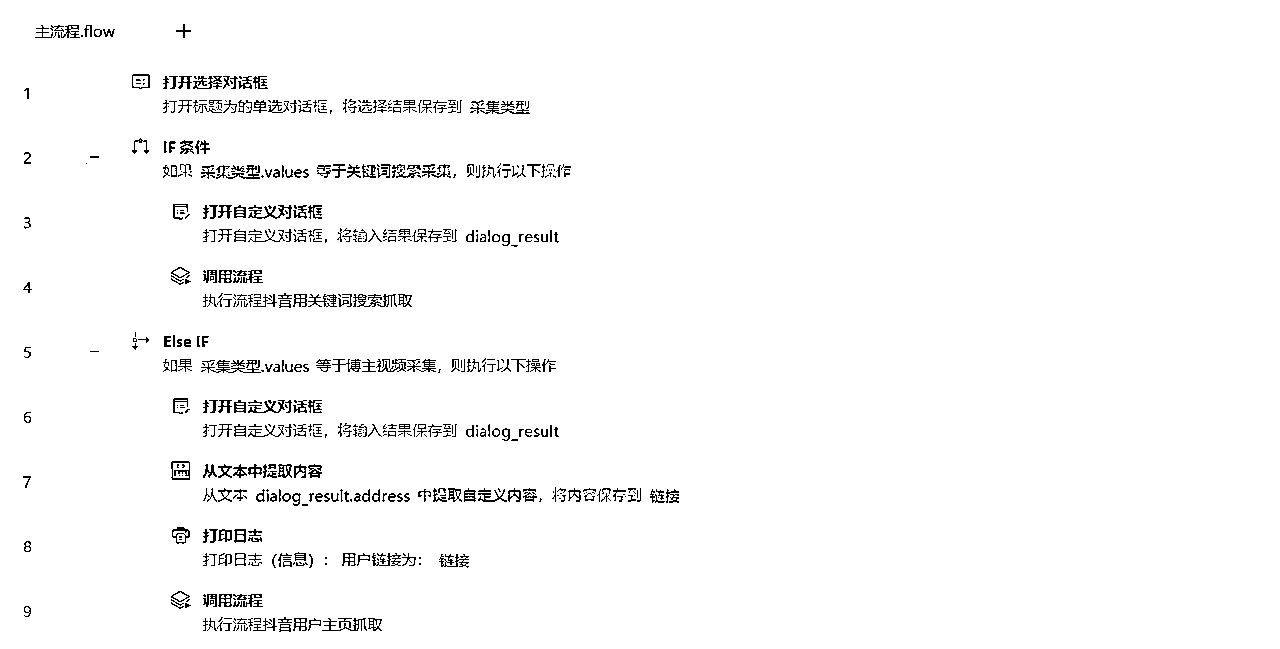 主流程.flow +
1 打开选择对话框
打开标题为的单选对话框，将选择结果保存到 采集类型
2 IF 条件
如果 采集类型.values 等于关键词搜索采集，则执行以下操作
3 打开自定义对话框
打开自定义对话框，将输入结果保存到 dialog_result
4 调用流程
执行流程抖音用关键词搜索抓取
5 Else IF
如果 采集类型.values 等于博主视频采集，则执行以下操作
6 打开自定义对话框
打开自定义对话框，将输入结果保存到 dialog_result
7 从文本中提取内容
从文本 dialog_result.address 中提取自定义内容，将内容保存到 链接
8 打印日志
打印日志（信息）： 用户链接为： 链接
9 调用流程
执行流程抖音用户主页抓取